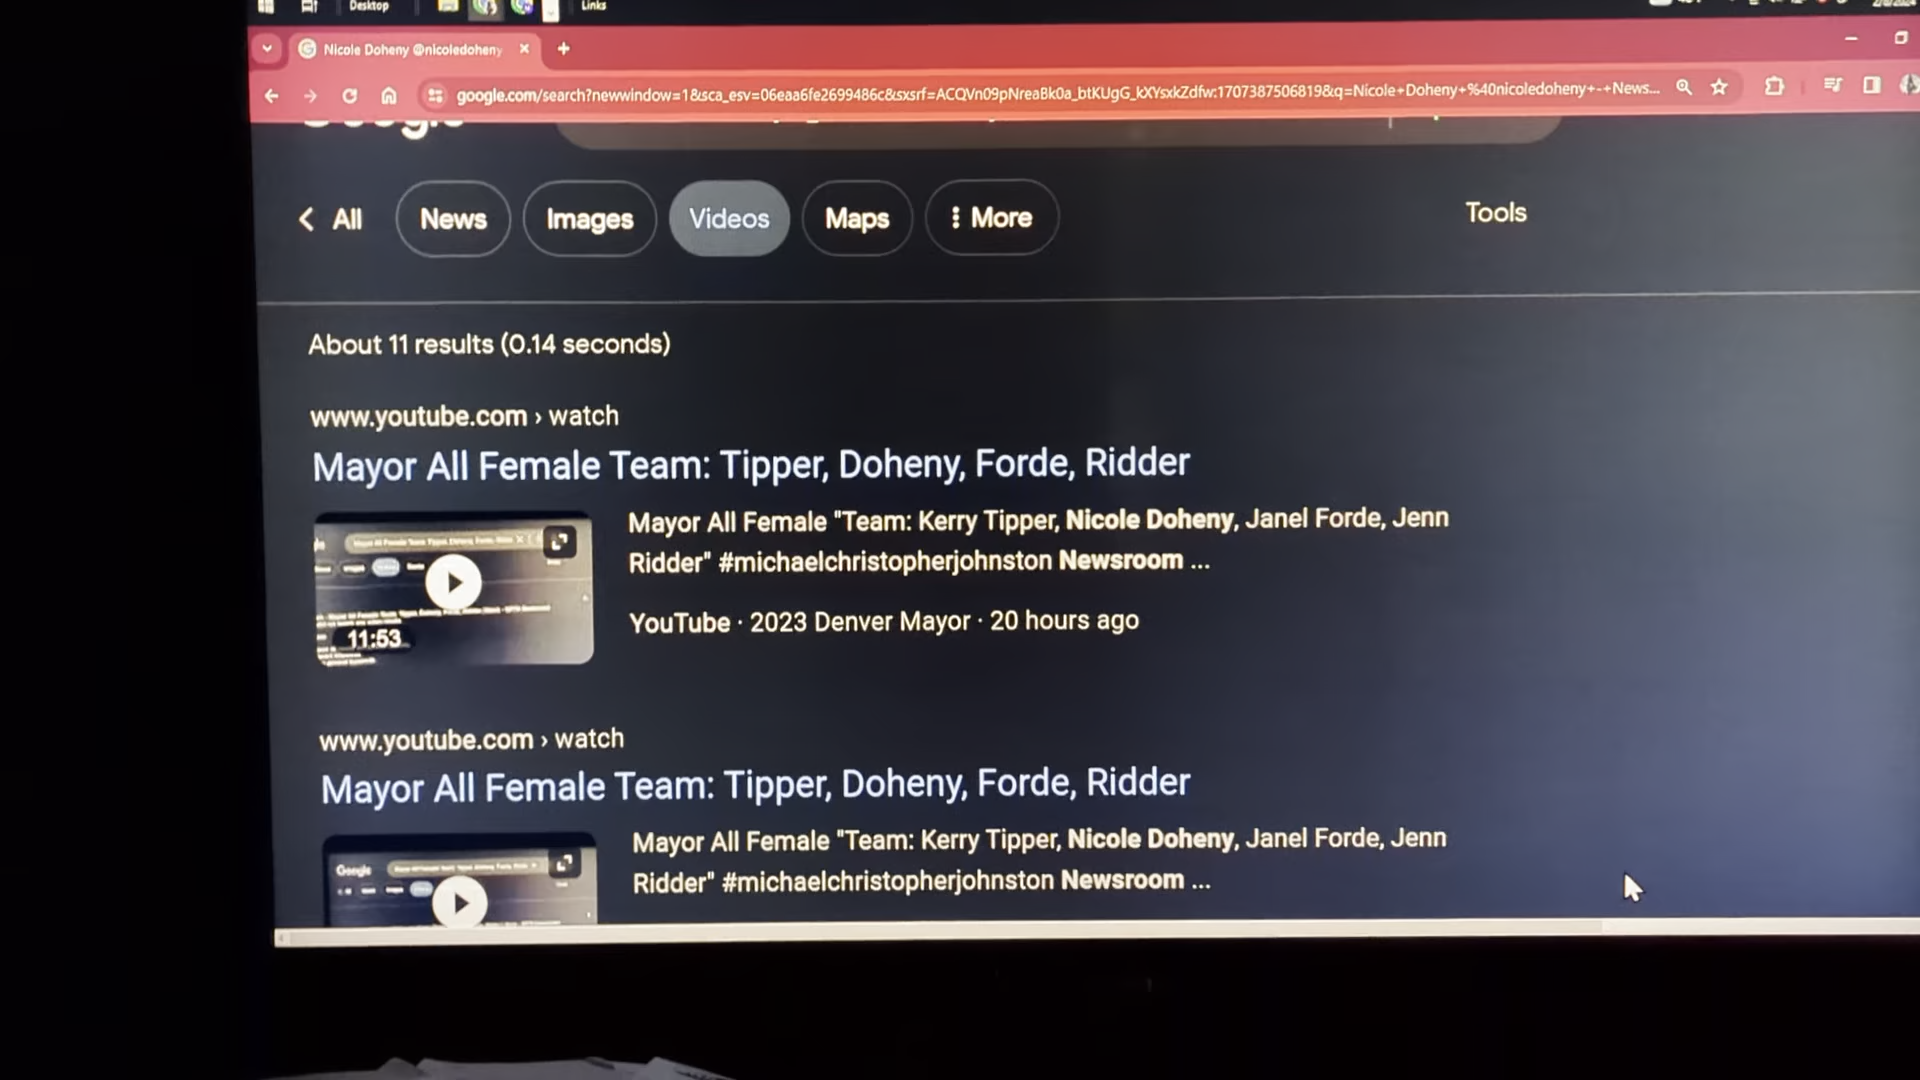 Desktop
Links
Nicole Doheny @nicoledoheny
google.com/search?newwindow=1&sca_esv=06eaa6fe2699486c&sxsrf=ACQVn09pNreaBk0a_btKUgG_kXYsxkZdfw:1707387506819&q=Nicole+Doheny+%40nicoledoheny+-+News...
Google
All
News
Images
Videos
Maps
More
Tools
About 11 results (0.14 seconds)
www.youtube.com › watch
Mayor All Female Team: Tipper, Doheny, Forde, Ridder
Mayor All Female "Team: Kerry Tipper, Nicole Doheny, Janel Forde, Jenn
Ridder" #michaelchristopherjohnston Newsroom ...
11:53
YouTube · 2023 Denver Mayor · 20 hours ago
www.youtube.com › watch
Mayor All Female Team: Tipper, Doheny, Forde, Ridder
Mayor All Female "Team: Kerry Tipper, Nicole Doheny, Janel Forde, Jenn
Ridder" #michaelchristopherjohnston Newsroom ...
Google